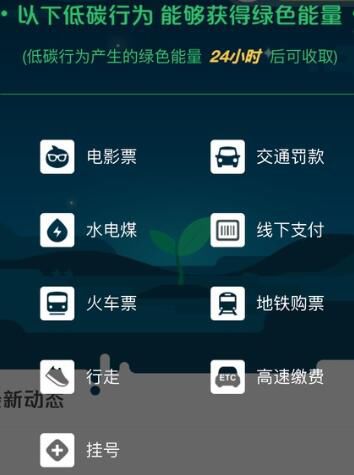 以下低碳行为 能够获得绿色能量
(低碳行为产生的绿色能量 24小时 后可收取)
电影票
交通罚款
水电煤
线下支付
火车票
地铁购票
行走
ETC
高速缴费
新动态
挂号